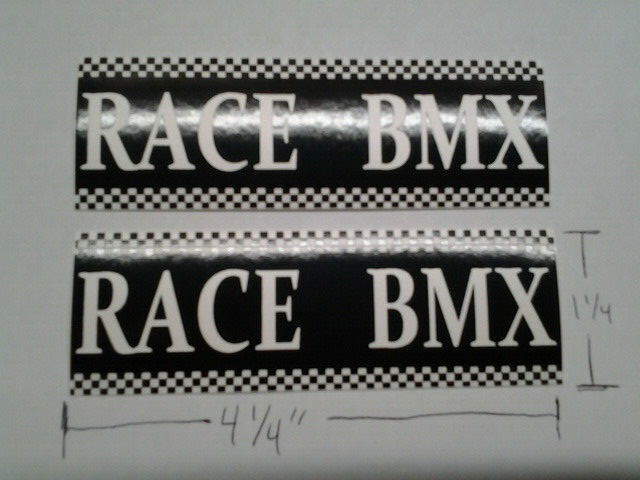 RACE BMX
RACE BMX
1 1/4
4 1/4"